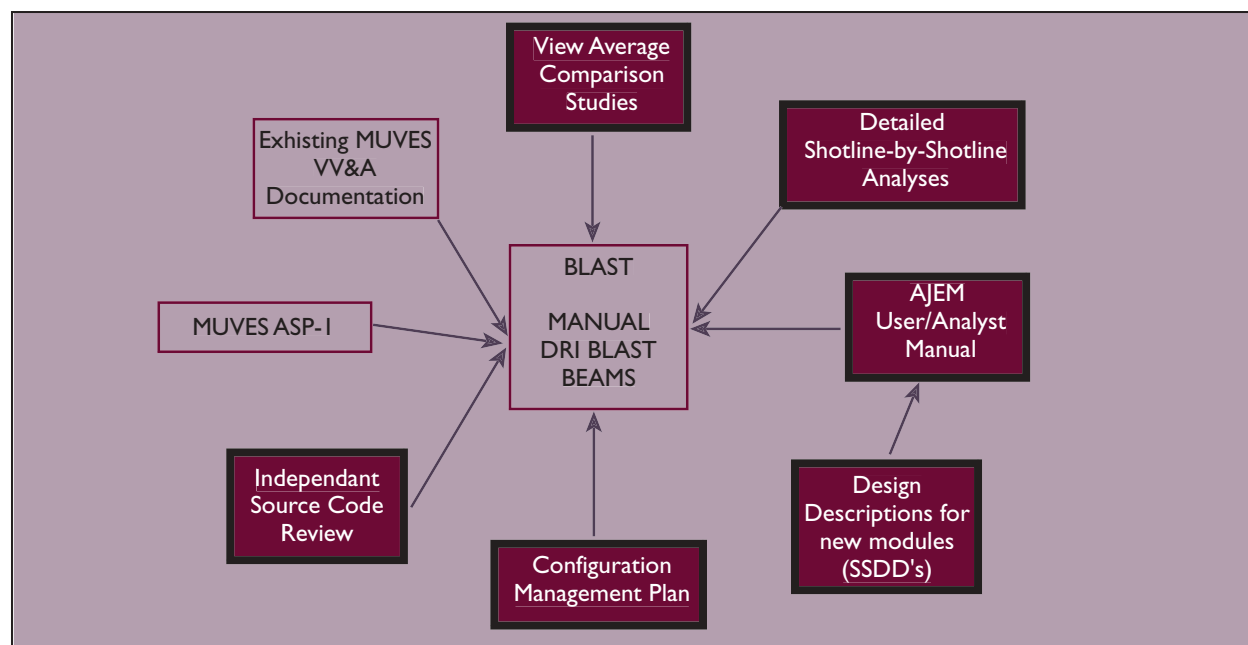 View Average
Comparison
Studies
Detailed
Shotline-by-Shotline
Analyses
Exhisting MUVES
VV&A
Documentation
BLAST
MANUAL
DRI BLAST
BEAMS
AJEM
User/Analyst
Manual
MUVES ASP-1
Independant
Source Code
Review
Design
Descriptions for
new modules
(SSDD's)
Configuration
Management Plan